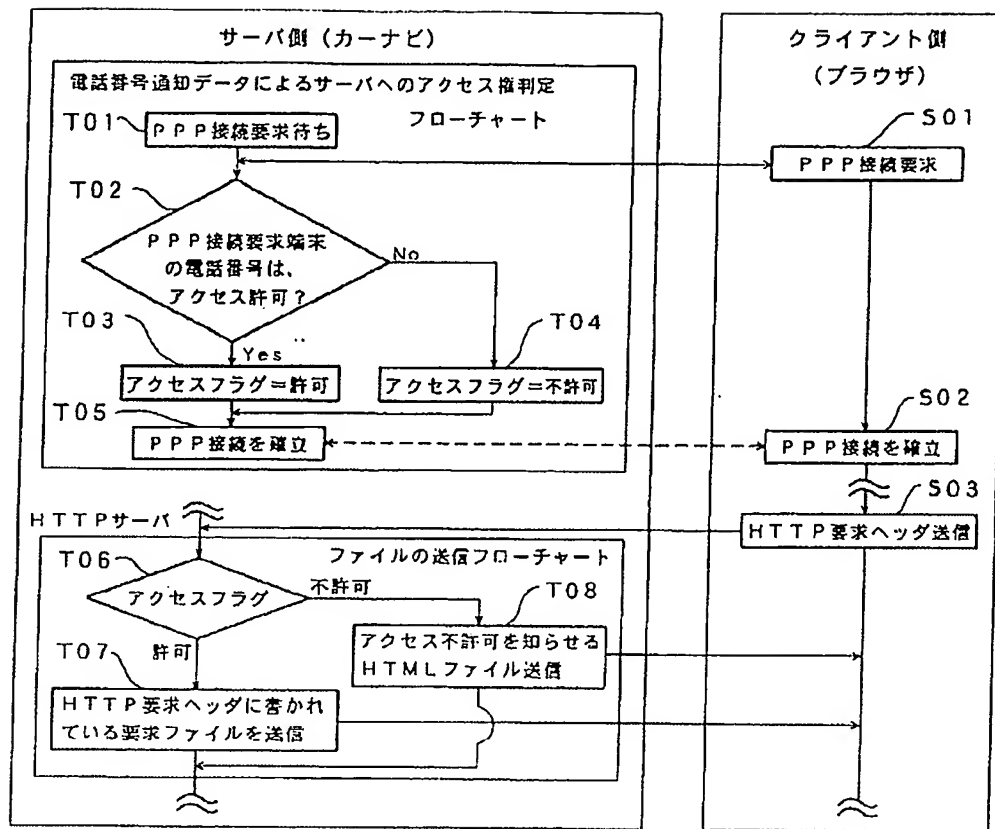 サーバ側（カーナビ）
電話番号通知データによるサーバへのアクセス権判定
フローチャート
T01
PPP接続要求待ち
T02
PPP接続要求端末
の電話番号は、
アクセス許可？
No
T03
Yes
T04
アクセスフラグ＝許可
アクセスフラグ＝不許可
T05
PPP接続を確立
HTTPサーバ
ファイルの送信フローチャート
T06
アクセスフラグ
不許可
T08
許可
アクセス不許可を知らせる
HTMLファイル送信
T07
HTTP要求ヘッダに書かれ
ている要求ファイルを送信
クライアント側
（ブラウザ）
S01
PPP接続要求
S02
PPP接続を確立
S03
HTTP要求ヘッダ送信